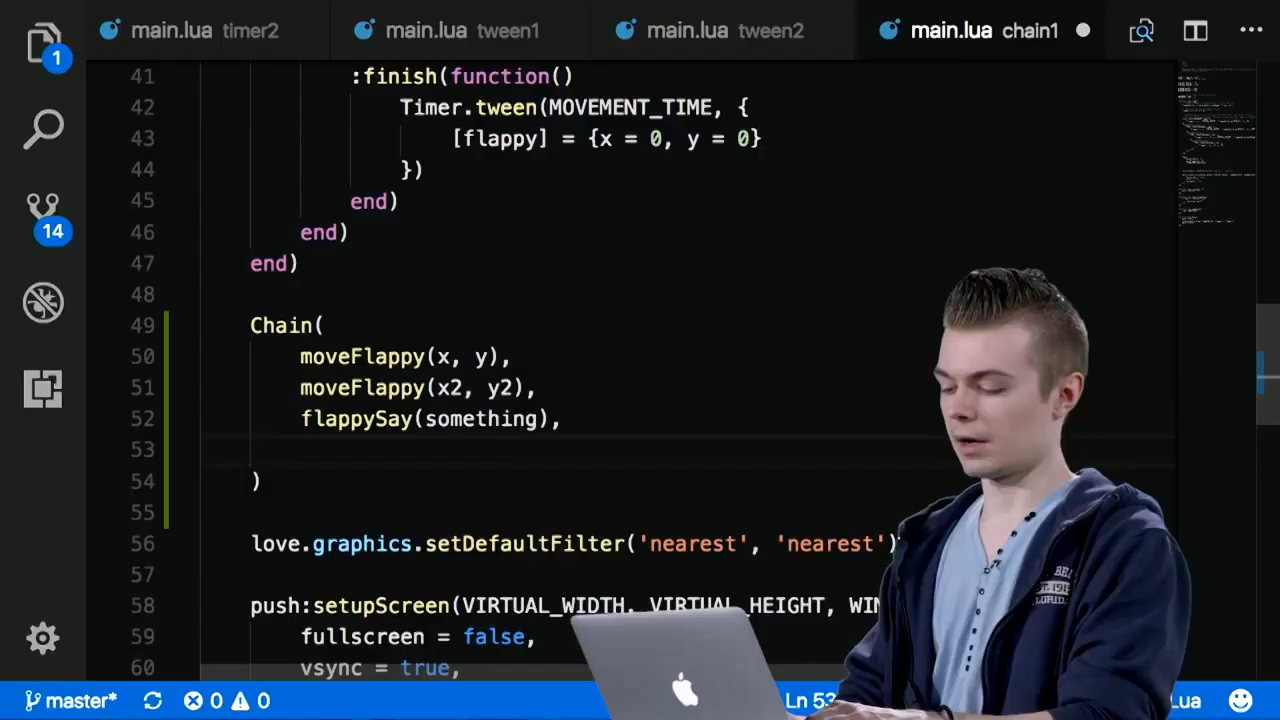 main.lua timer2 main.lua tween1 main.lua tween2 main.lua chain1
1
14
41 :finish(function()
42 Timer.tween(MOVEMENT_TIME, {
43 [flappy] = {x = 0, y = 0}
44 })
45 end)
46 end)
47 end)
48
49 Chain(
50 moveFlappy(x, y),
51 moveFlappy(x2, y2),
52 flappySay(something),
53
54 )
55
56 love.graphics.setDefaultFilter('nearest', 'nearest')
57
58 push:setupScreen(VIRTUAL_WIDTH, VIRTUAL_HEIGHT, WIN
59 fullscreen = false,
60 vsync = true,
master* 0 0 Ln 53 Lua